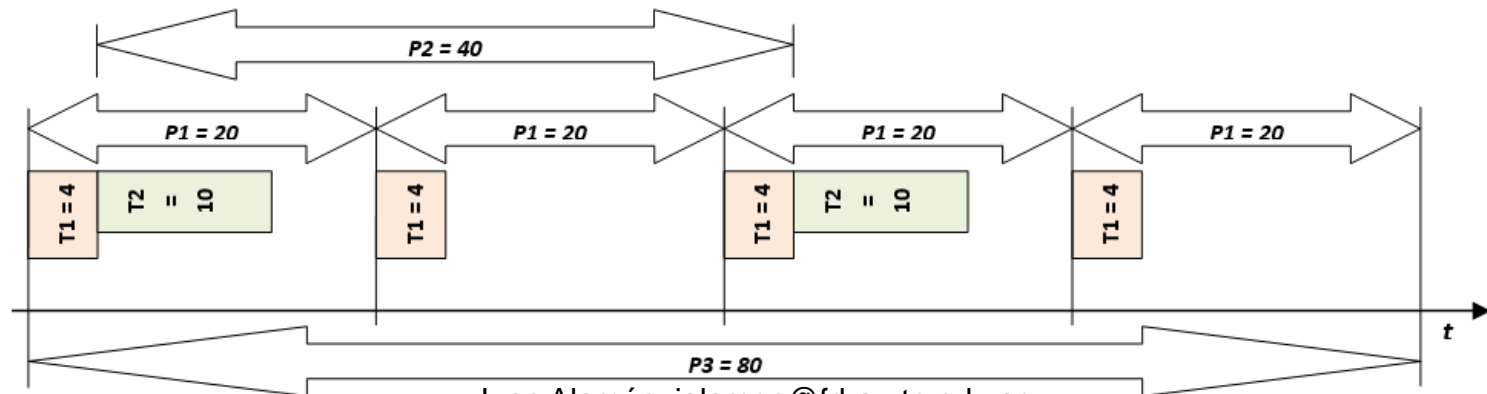 P2 = 40
P1 = 20
P1 = 20
P1 = 20
P1 = 20
T1 = 4
T2 = 10
T1 = 4
T1 = 4
T2 = 10
T1 = 4
t
P3 = 80